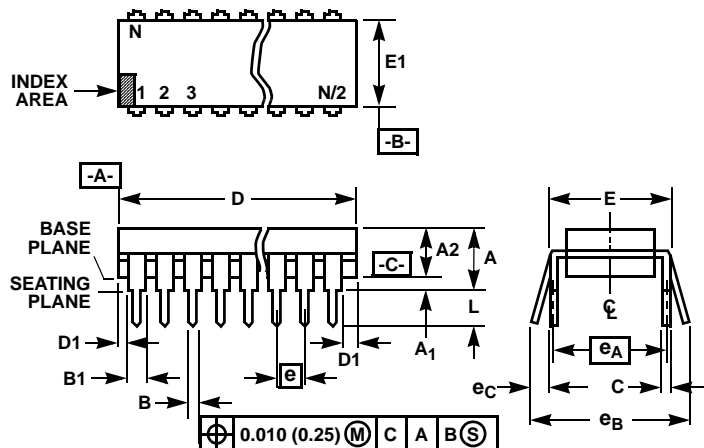 N
E1
INDEX
AREA
1 2 3 N/2
-B-
-A-
D
E
BASE
PLANE
A2
A
-C-
SEATING
PLANE
L
℄
D1
A1
D1
eA
B1
e
eC
C
B
eB
0.010 (0.25) Ⓜ C A B Ⓢ